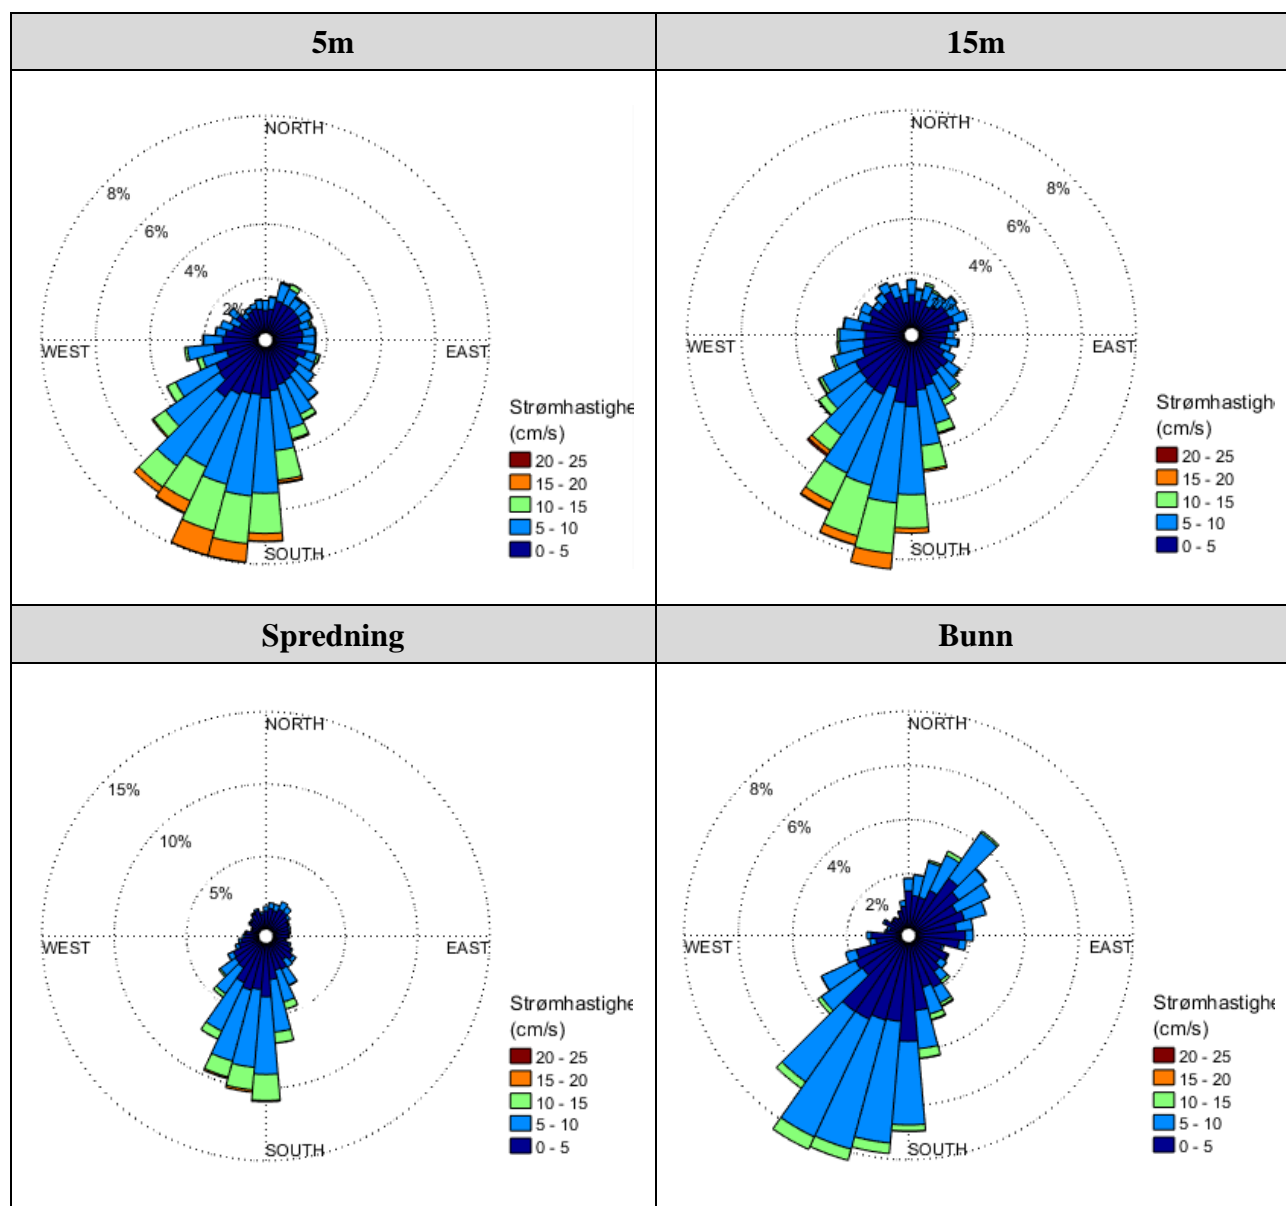 5m
15m
NORTH
8%
6%
4%
2%
WEST
EAST
SOUTH
Strømhastighe
(cm/s)
20 - 25
15 - 20
10 - 15
5 - 10
0 - 5
NORTH
8%
6%
4%
WEST
EAST
SOUTH
Strømhastigh
(cm/s)
20 - 25
15 - 20
10 - 15
5 - 10
0 - 5
Spredning
Bunn
NORTH
15%
10%
5%
WEST
EAST
SOUTH
Strømhastighe
(cm/s)
20 - 25
15 - 20
10 - 15
5 - 10
0 - 5
NORTH
8%
6%
4%
2%
WEST
EAST
SOUTH
Strømhastighe
(cm/s)
20 - 25
15 - 20
10 - 15
5 - 10
0 - 5